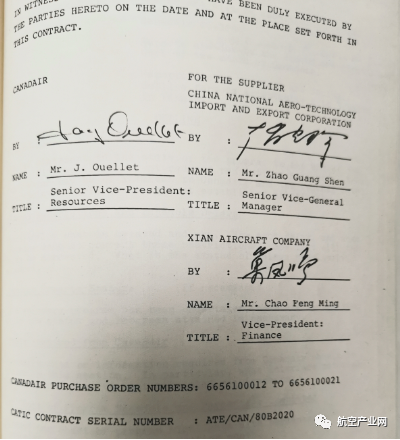 IN WITNESS HAVE BEEN DULY EXECUTED BY
THE PARTIES HERETO ON THE DATE AND AT THE PLACE SET FORTH IN
THIS CONTRACT.
CANADAIR
FOR THE SUPPLIER
CHINA NATIONAL AERO-TECHNOLOGY
IMPORT AND EXPORT CORPORATION
BY Jay Ouellet
BY :
NAME : Mr. J. Ouellet
NAME : Mr. Zhao Guang Shen
TITLE : Senior Vice-President:
Resources
TITLE : Senior Vice-General
Manager
XIAN AIRCRAFT COMPANY
BY :
NAME : Mr. Chao Feng Ming
TITLE : Vice-President:
Finance
CANADAIR PURCHASE ORDER NUMBERS: 6656100012 TO 6656100021
CATIC CONTRACT SERIAL NUMBER : ATE/CAN/80B2020
航空产业网